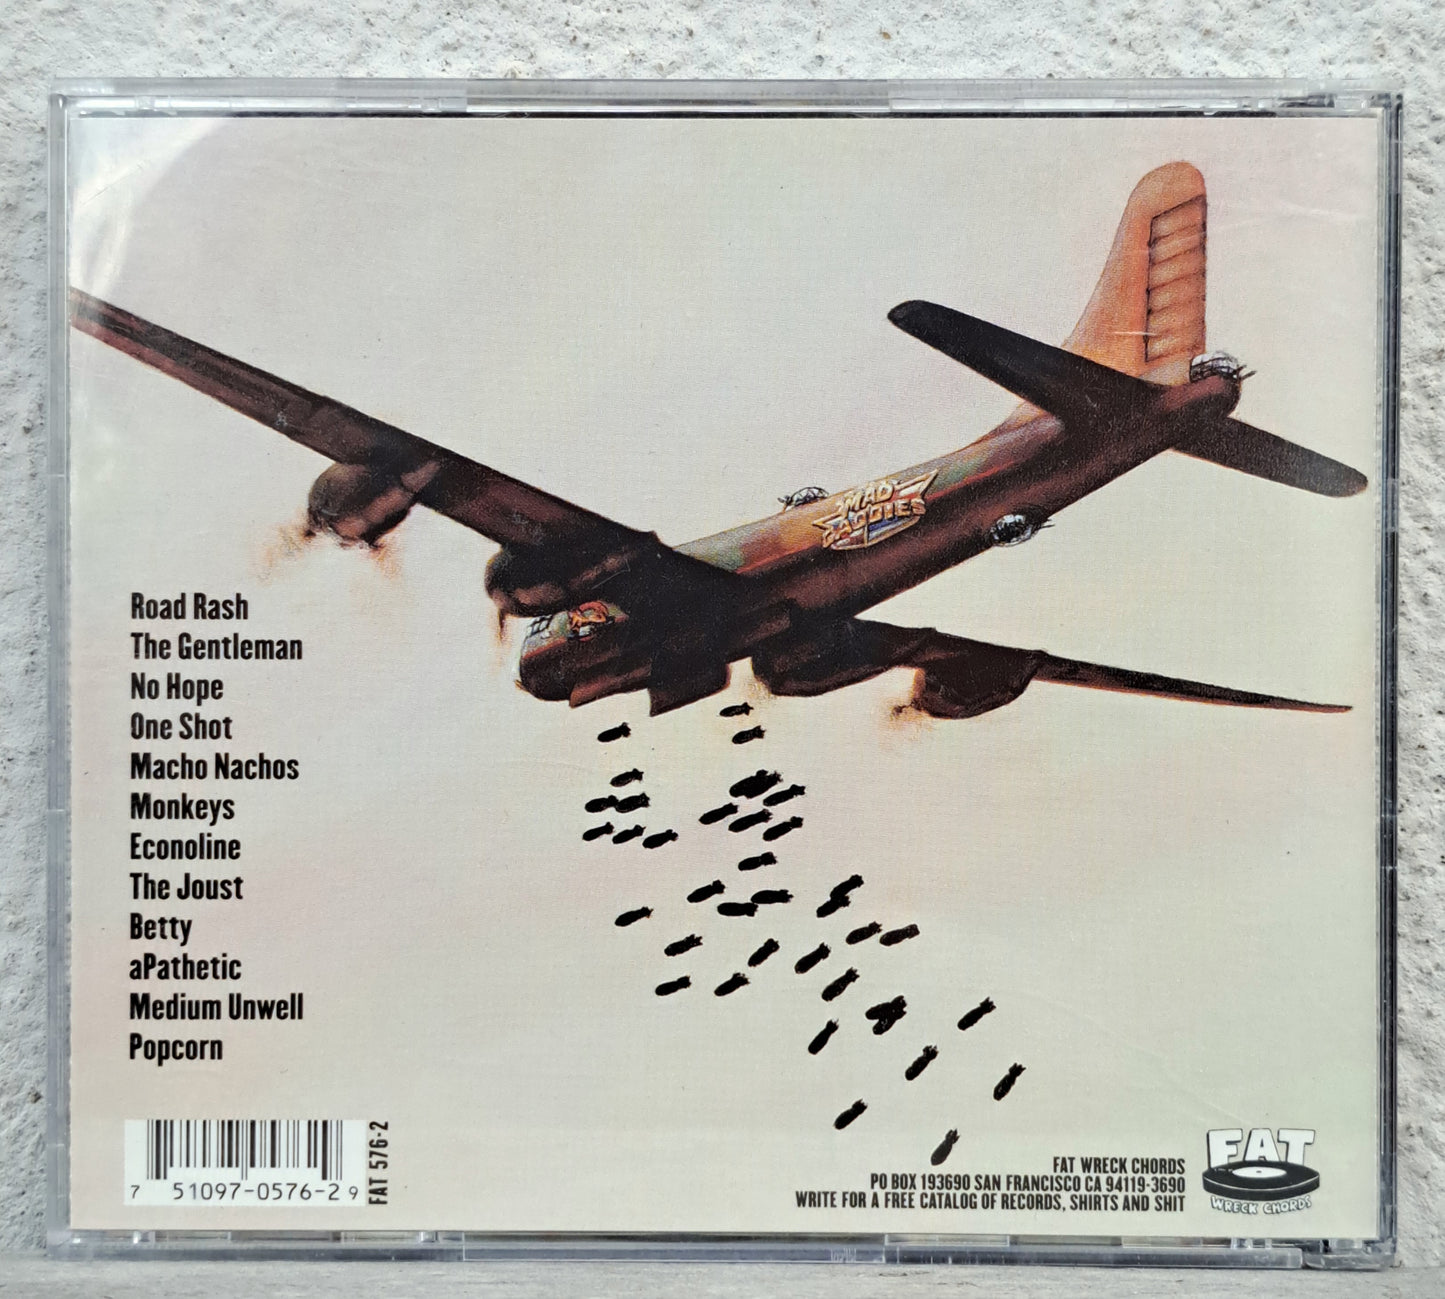 MAD
CADDIES
Road Rash
The Gentleman
No Hope
One Shot
Macho Nachos
Monkeys
Econoline
The Joust
Betty
aPathetic
Medium Unwell
Popcorn
7 51097-0576-2 9
FAT 576-2
FAT WRECK CHORDS
PO BOX 193690 SAN FRANCISCO CA 94119-3690
WRITE FOR A FREE CATALOG OF RECORDS, SHIRTS AND SHIT
FAT
WRECK CHORDS